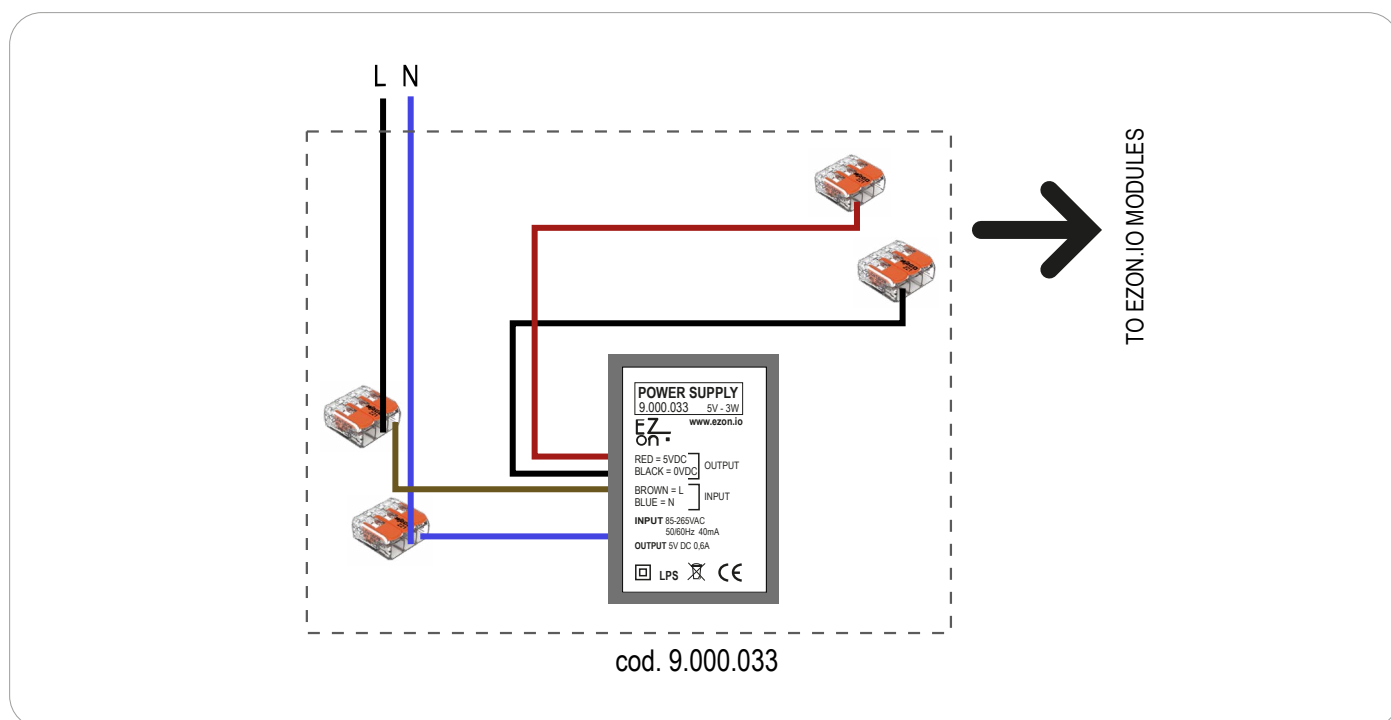 L N
TO EZON.IO MODULES
POWER SUPPLY
9.000.033 5V - 3W
www.ezon.io
EZ
on
RED = 5VDC
BLACK = 0VDC
OUTPUT
BROWN = L
BLUE = N
INPUT
INPUT 85-265VAC
50/60Hz 40mA
OUTPUT 5V DC 0,6A
LPS CE
cod. 9.000.033